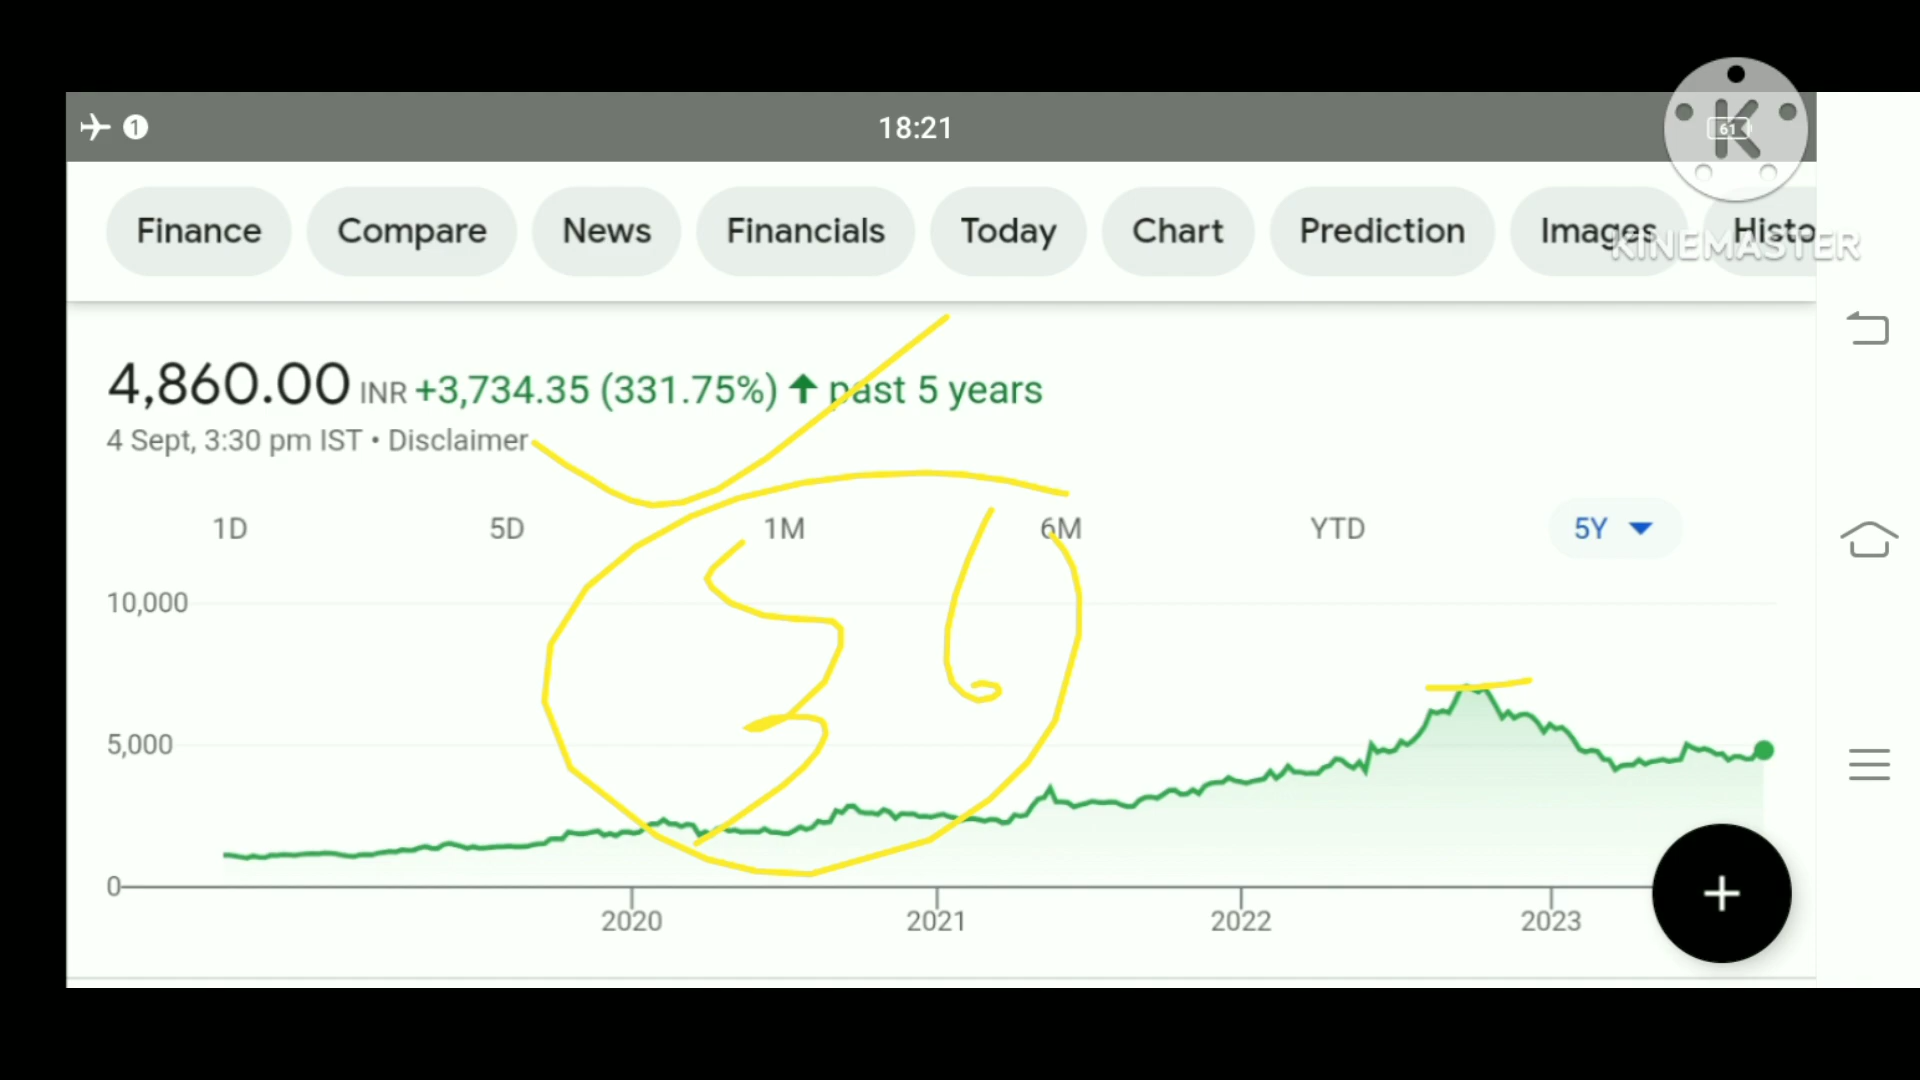 1 18:21 61
Finance Compare News Financials Today Chart Prediction Images Histo
KINEMASTER
4,860.00 INR +3,734.35 (331.75%) ↑ past 5 years
4 Sept, 3:30 pm IST • Disclaimer
1D 5D 1M 6M YTD 5Y
10,000
5,000
0
2020 2021 2022 2023